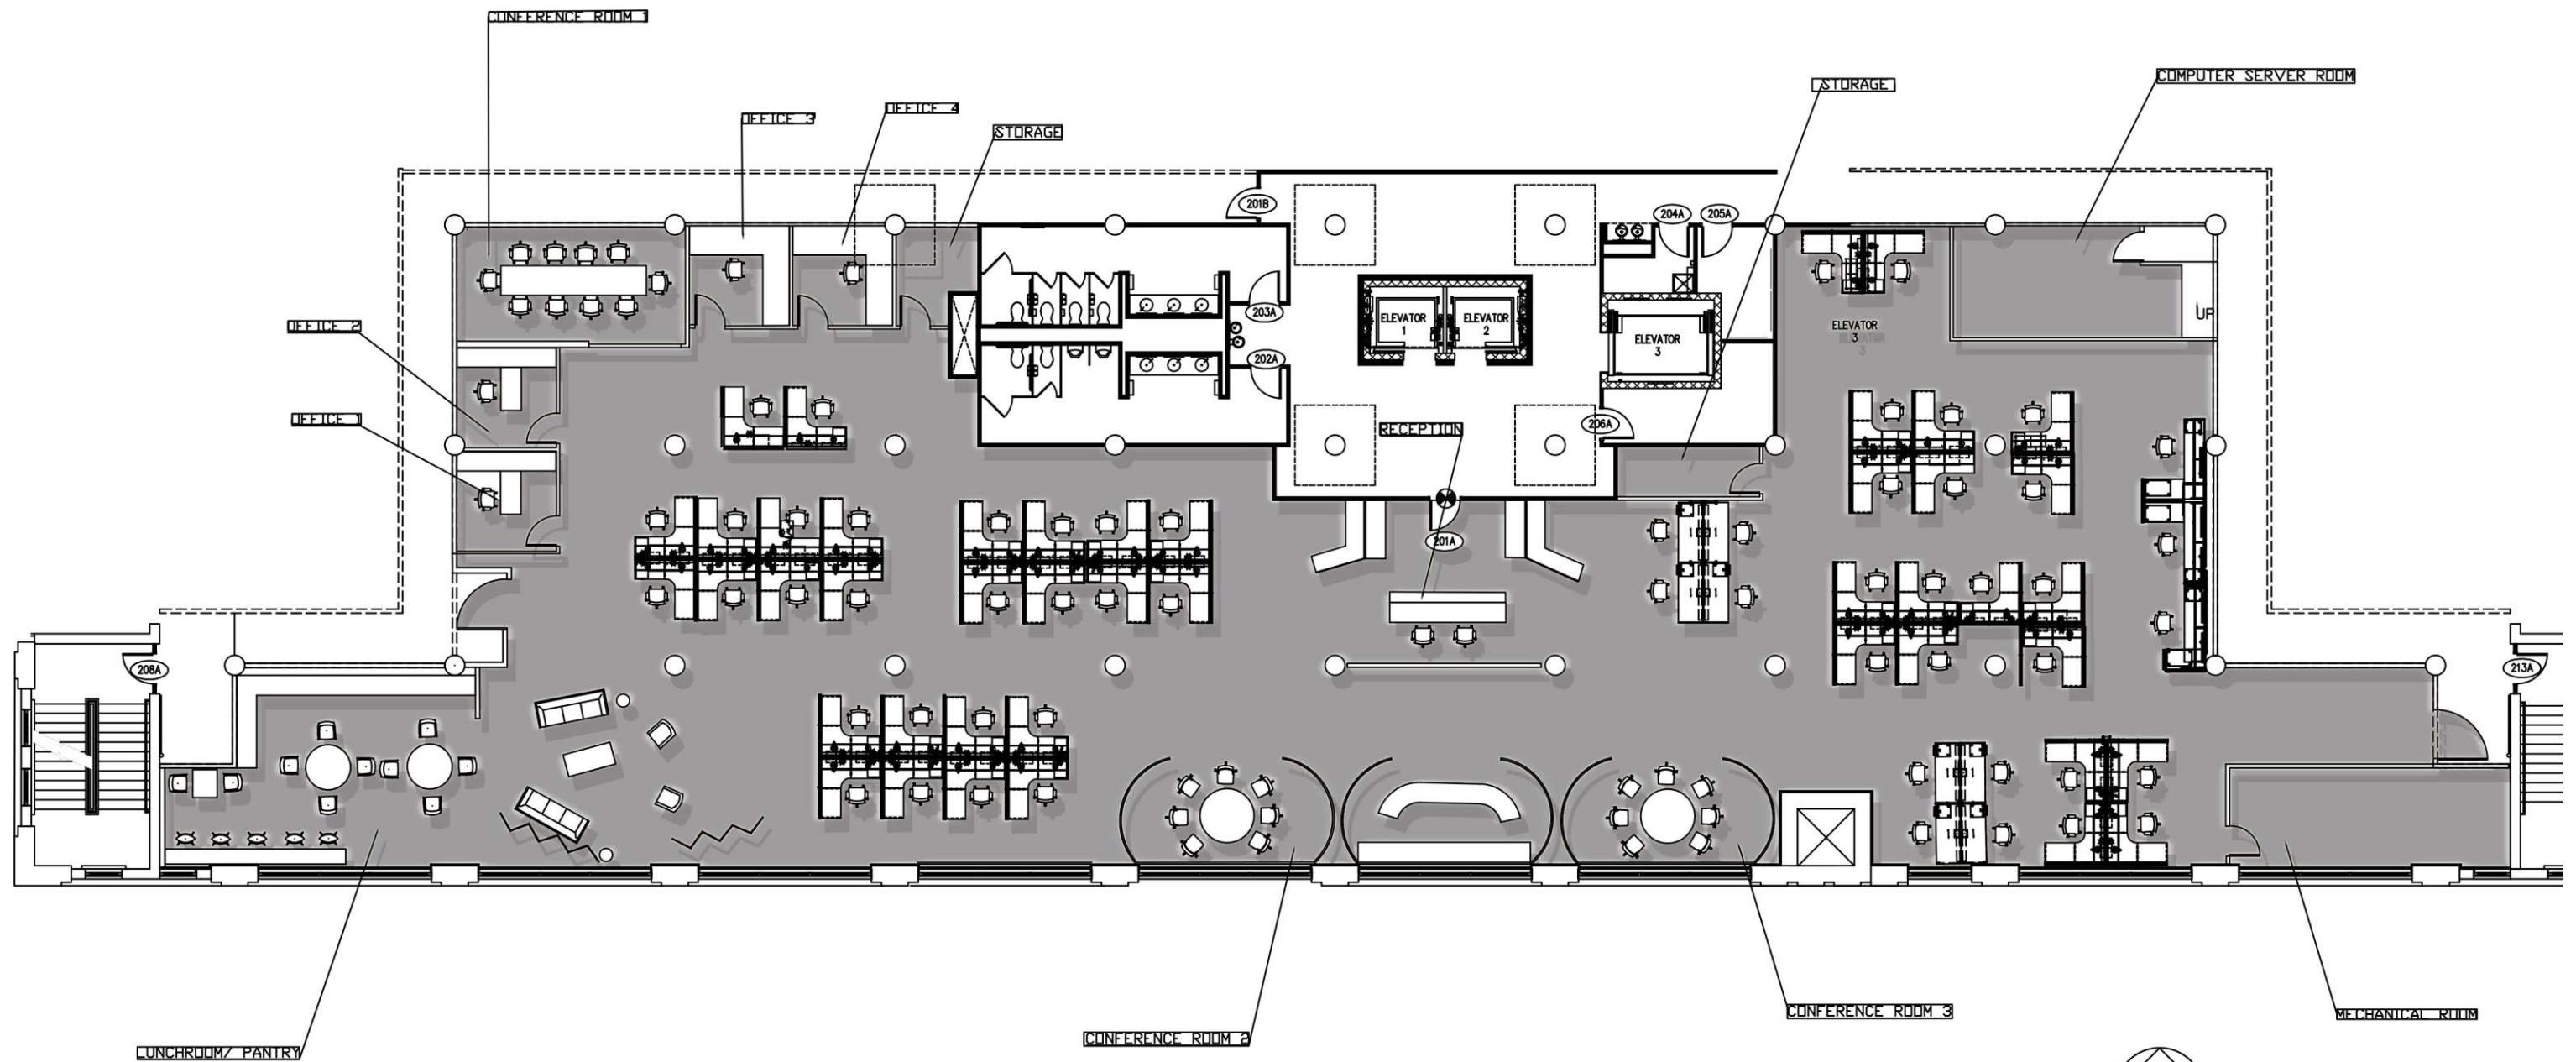 CONFERENCE ROOM 1
COMPUTER SERVER ROOM
STORAGE
OFFICE 4
OFFICE 3
STORAGE
201B
204A
205A
203A
ELEVATOR
1
ELEVATOR
2
UP
OFFICE 2
ELEVATOR
3
ELEVATOR
3
202A
OFFICE 1
206A
RECEPTION
201A
208A
213A
CONFERENCE ROOM 3
MECHANICAL ROOM
CONFERENCE ROOM 2
LUNCHROOM/ PANTRY